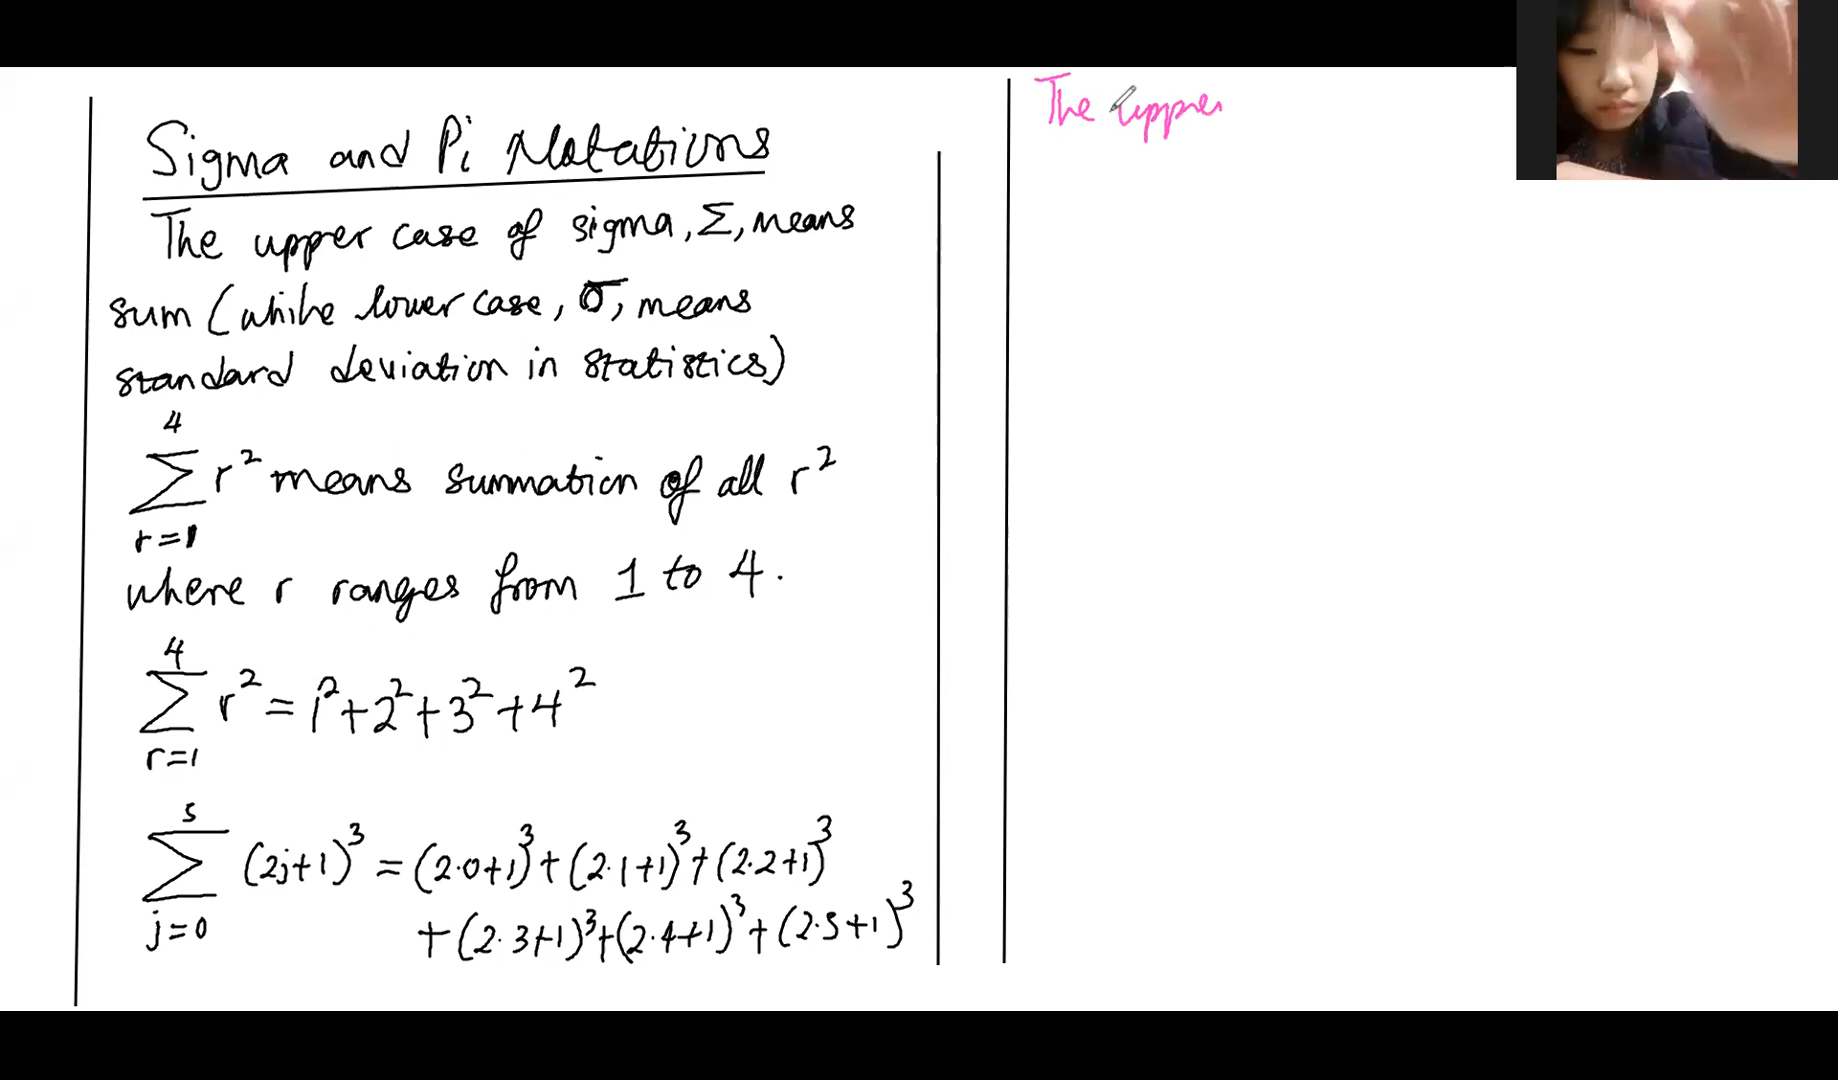 Sigma and Pi Notations
The upper case of sigma, Σ, means
sum (while lower case, σ, means
standard deviation in statistics)
4
∑ r² means summation of all r²
r=1
where r ranges from 1 to 4.
4
∑ r² = 1² + 2² + 3² + 4²
r=1
5
∑ (2j+1)³ = (2·0+1)³ + (2·1+1)³ + (2·2+1)³
j=0
+ (2·3+1)³ + (2·4+1)³ + (2·5+1)³
The upper